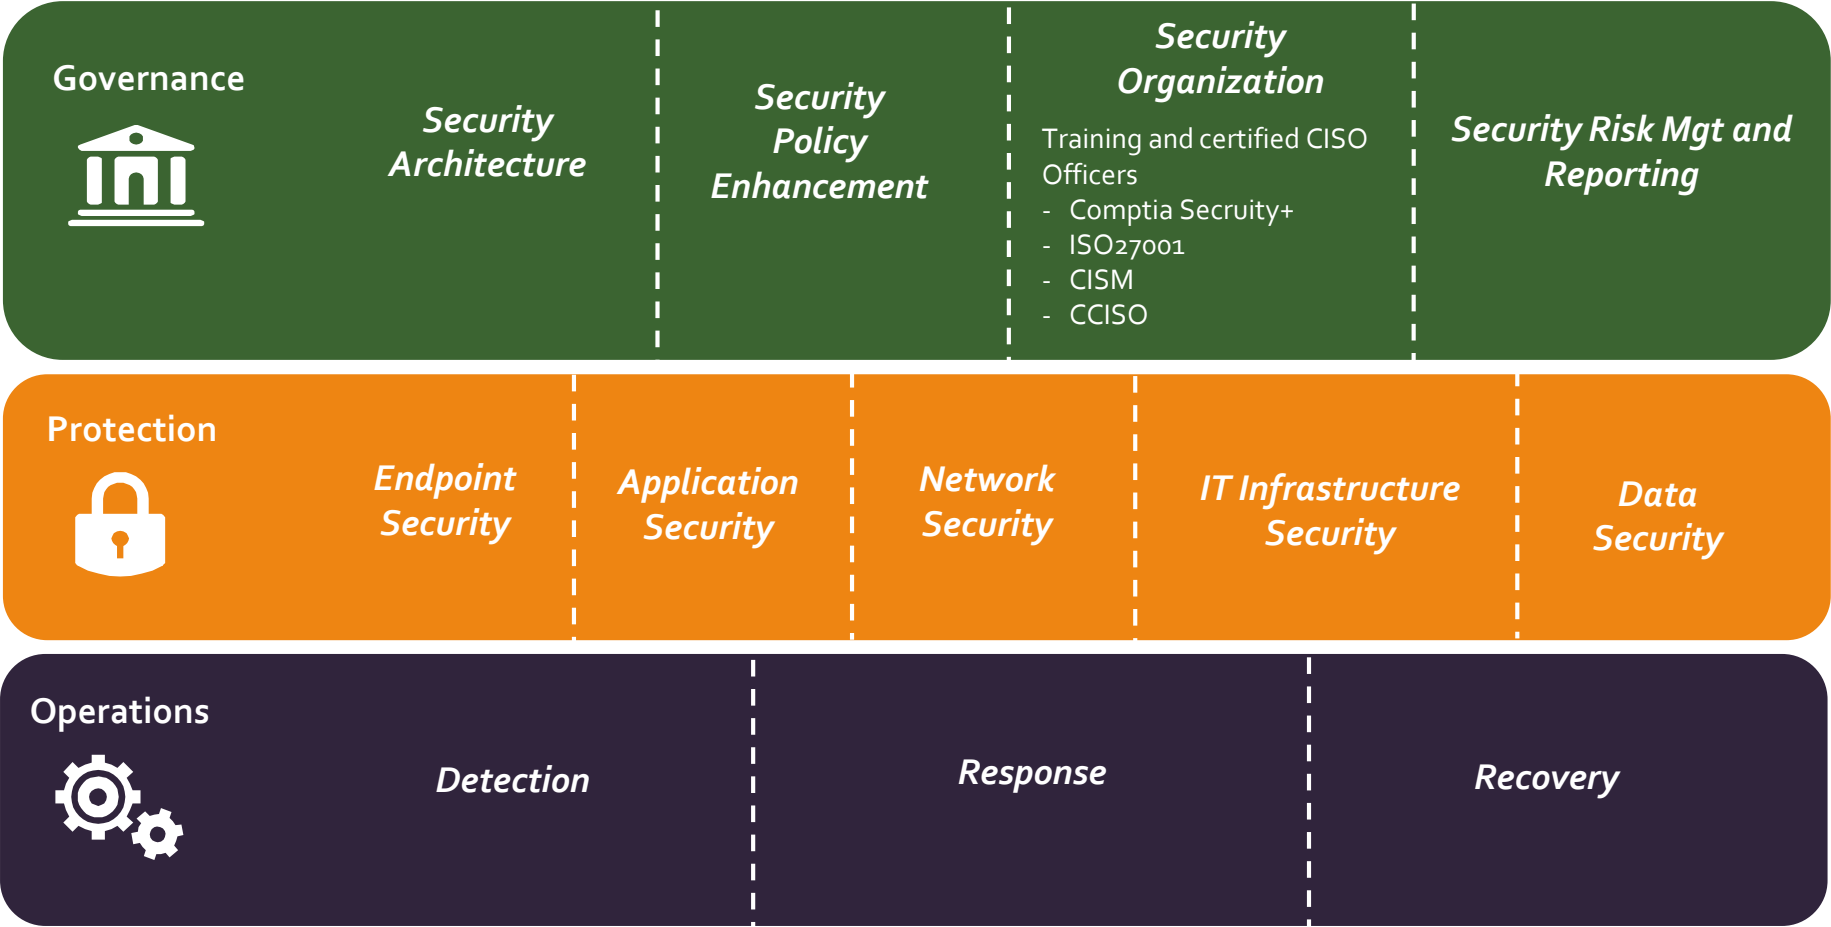 Governance
Security
Architecture
Security
Policy
Enhancement
Security
Organization
Training and certified CISO
Officers
- Comptia Secruity+
- ISO27001
- CISM
- CCISO
Security Risk Mgt and
Reporting
Protection
Endpoint
Security
Application
Security
Network
Security
IT Infrastructure
Security
Data
Security
Operations
Detection
Response
Recovery